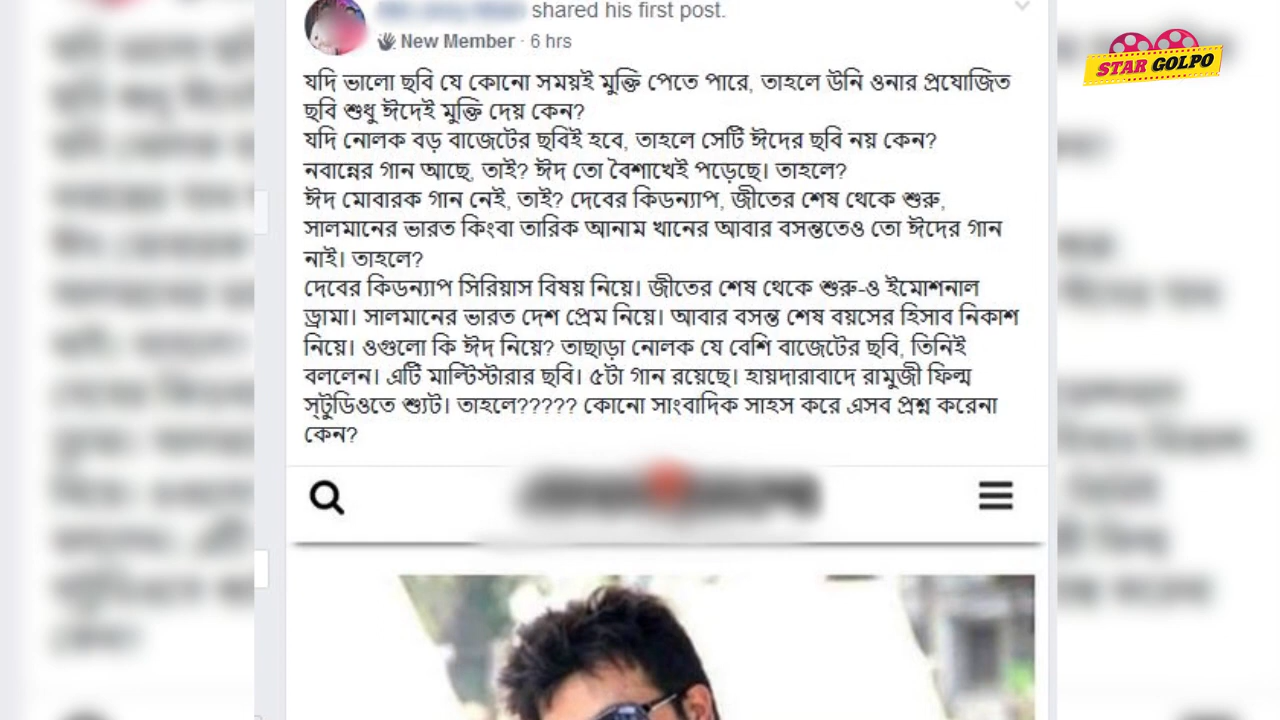 shared his first post.
STAR GOLPO
New Member · 6 hrs
যদি ভালো ছবি যে কোনো সময়ই মুক্তি পেতে পারে, তাহলে উনি ওনার প্রযোজিত
ছবি শুধু ঈদেই মুক্তি দেয় কেন?
যদি নোলক বড় বাজেটের ছবিই হবে, তাহলে সেটি ঈদের ছবি নয় কেন?
নবান্নের গান আছে, তাই? ঈদ তো বৈশাখেই পড়েছে। তাহলে?
ঈদ মোবারক গান নেই, তাই? দেবের কিডন্যাপ, জীতের শেষ থেকে শুরু,
সালমানের ভারত কিংবা তারিক আনাম খানের আবার বসন্ততেও তো ঈদের গান
নাই। তাহলে?
দেবের কিডন্যাপ সিরিয়াস বিষয় নিয়ে। জীতের শেষ থেকে শুরু-ও ইমোশনাল
ড্রামা। সালমানের ভারত দেশ প্রেম নিয়ে। আবার বসন্ত শেষ বয়সের হিসাব নিকাশ
নিয়ে। ওগুলো কি ঈদ নিয়ে? তাছাড়া নোলক যে বেশি বাজেটের ছবি, তিনিই
বললেন। এটি মাল্টিস্টারার ছবি। ৫টা গান রয়েছে। হায়দারাবাদে রামুজী ফিল্ম
স্টুডিওতে শ্যুট। তাহলে????? কোনো সাংবাদিক সাহস করে এসব প্রশ্ন করেনা
কেন?